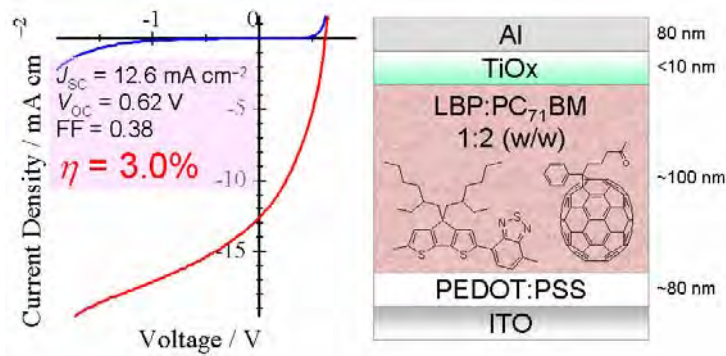 −2
−1
0
J_SC = 12.6 mA cm⁻²
V_OC = 0.62 V
FF = 0.38
η = 3.0%
-5
-10
-15
Current Density / mA cm
Voltage / V
Al
80 nm
TiOx
<10 nm
LBP:PC₇₁BM
1:2 (w/w)
~100 nm
S
N
N
S
S
PEDOT:PSS
~80 nm
ITO